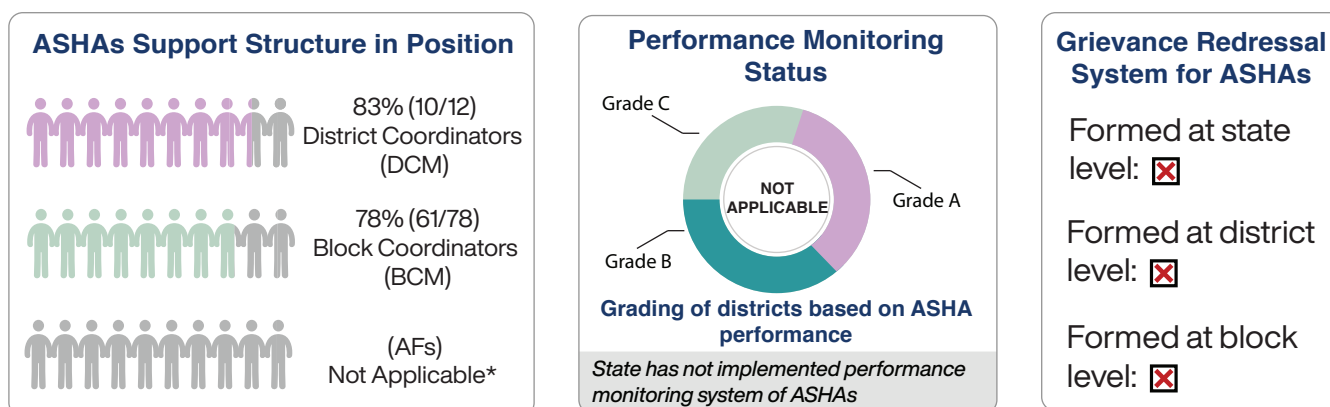 ASHAs Support Structure in Position
83% (10/12)
District Coordinators
(DCM)
78% (61/78)
Block Coordinators
(BCM)
(AFs)
Not Applicable*
Performance Monitoring
Status
Grade C
Grade A
Grade B
NOT
APPLICABLE
Grading of districts based on ASHA
performance
State has not implemented performance
monitoring system of ASHAs
Grievance Redressal
System for ASHAs
Formed at state
level:
Formed at district
level:
Formed at block
level: